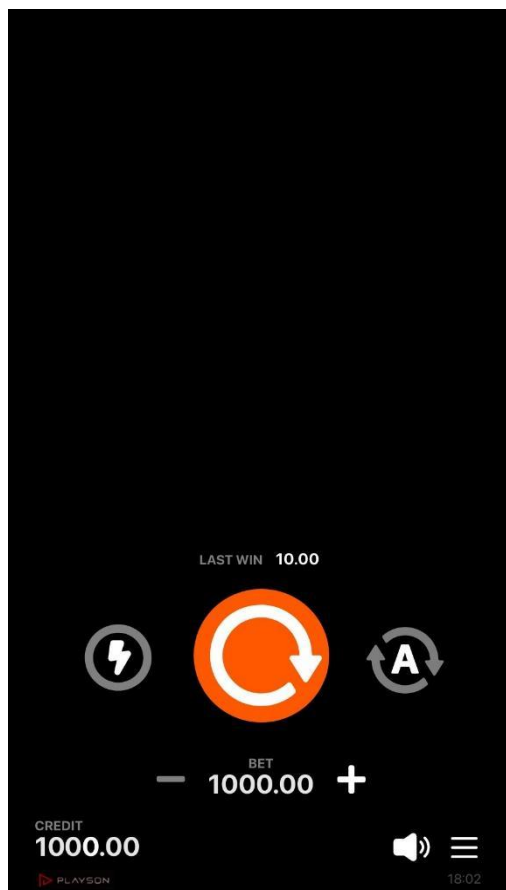 LAST WIN 10.00
A
BET
1000.00
CREDIT
1000.00
PLAYSON
18:02